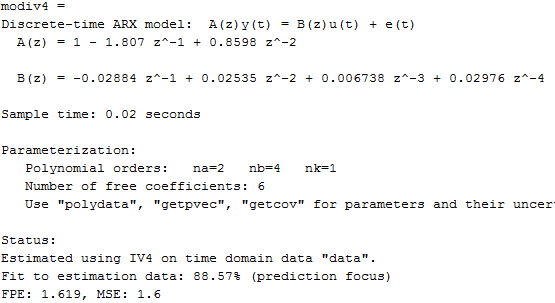 modiv4 =
Discrete-time ARX model: A(z)y(t) = B(z)u(t) + e(t)
A(z) = 1 - 1.807 z^-1 + 0.8598 z^-2
B(z) = -0.02884 z^-1 + 0.02535 z^-2 + 0.006738 z^-3 + 0.02976 z^-4
Sample time: 0.02 seconds
Parameterization:
Polynomial orders: na=2 nb=4 nk=1
Number of free coefficients: 6
Use "polydata", "getpvec", "getcov" for parameters and their uncer
Status:
Estimated using IV4 on time domain data "data".
Fit to estimation data: 88.57% (prediction focus)
FPE: 1.619, MSE: 1.6